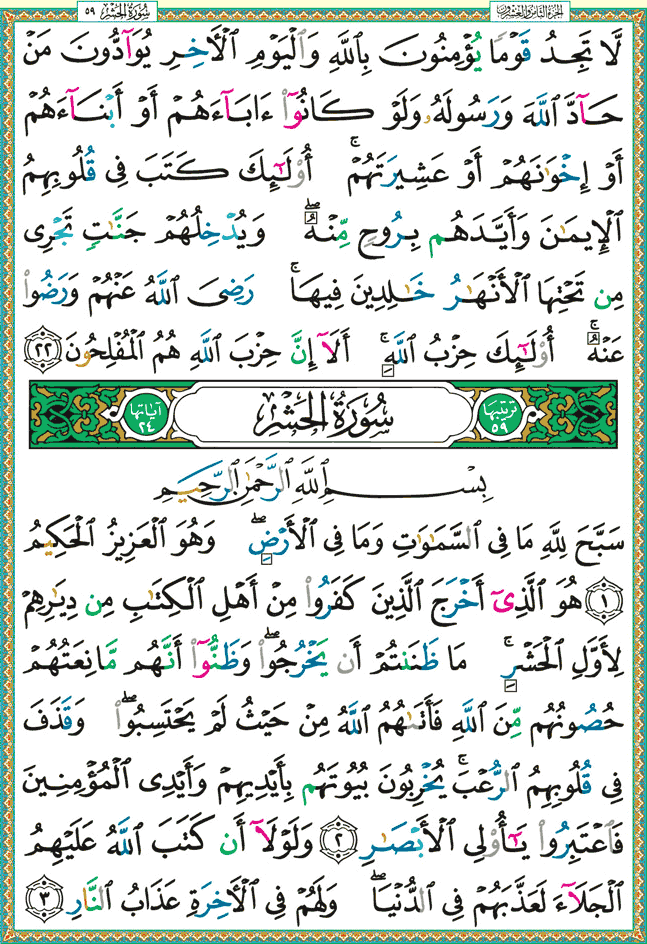 الجزء الثامن والعشرون
سورة الحشر ٥٩
لَّا تَجِدُ قَوْمًا يُؤْمِنُونَ بِٱللَّهِ وَٱلْيَوْمِ ٱلْأَخِرِ يُوَآدُّونَ مَنْ
حَآدَّ ٱللَّهَ وَرَسُولَهُۥ وَلَوْ كَانُوٓا۟ ءَابَآءَهُمْ أَوْ أَبْنَآءَهُمْ
أَوْ إِخْوَٰنَهُمْ أَوْ عَشِيرَتَهُمْ ۚ أُو۟لَٰٓئِكَ كَتَبَ فِى قُلُوبِهِمُ
ٱلْإِيمَٰنَ وَأَيَّدَهُم بِرُوحٍ مِّنْهُ ۖ وَيُدْخِلُهُمْ جَنَّٰتٍ تَجْرِى
مِن تَحْتِهَا ٱلْأَنْهَٰرُ خَٰلِدِينَ فِيهَا ۚ رَضِىَ ٱللَّهُ عَنْهُمْ وَرَضُوا۟
عَنْهُ ۚ أُو۟لَٰٓئِكَ حِزْبُ ٱللَّهِ ۚ أَلَآ إِنَّ حِزْبَ ٱللَّهِ هُمُ ٱلْمُفْلِحُونَ ٢٢
ترتيبها ٥٩ سُورَةُ الحَشْرِ آياتها ٢٤
بِسْمِ ٱللَّهِ ٱلرَّحْمَٰنِ ٱلرَّحِيمِ
سَبَّحَ لِلَّهِ مَا فِى ٱلسَّمَٰوَٰتِ وَمَا فِى ٱلْأَرْضِ ۖ وَهُوَ ٱلْعَزِيزُ ٱلْحَكِيمُ
١ هُوَ ٱلَّذِىٓ أَخْرَجَ ٱلَّذِينَ كَفَرُوا۟ مِنْ أَهْلِ ٱلْكِتَٰبِ مِن دِيَٰرِهِمْ
لِأَوَّلِ ٱلْحَشْرِ ۚ مَا ظَنَنتُمْ أَن يَخْرُجُوا۟ ۖ وَظَنُّوٓا۟ أَنَّهُم مَّانِعَتُهُمْ
حُصُونُهُم مِّنَ ٱللَّهِ فَأَتَىٰهُمُ ٱللَّهُ مِنْ حَيْثُ لَمْ يَحْتَسِبُوا۟ ۖ وَقَذَفَ
فِى قُلُوبِهِمُ ٱلرُّعْبَ ۚ يُخْرِبُونَ بُيُوتَهُم بِأَيْدِيهِمْ وَأَيْدِى ٱلْمُؤْمِنِينَ
فَٱعْتَبِرُوا۟ يَٰٓأُو۟لِى ٱلْأَبْصَٰرِ ٢ وَلَوْلَآ أَن كَتَبَ ٱللَّهُ عَلَيْهِمُ
ٱلْجَلَآءَ لَعَذَّبَهُمْ فِى ٱلدُّنْيَا ۖ وَلَهُمْ فِى ٱلْأَخِرَةِ عَذَابُ ٱلنَّارِ ٣